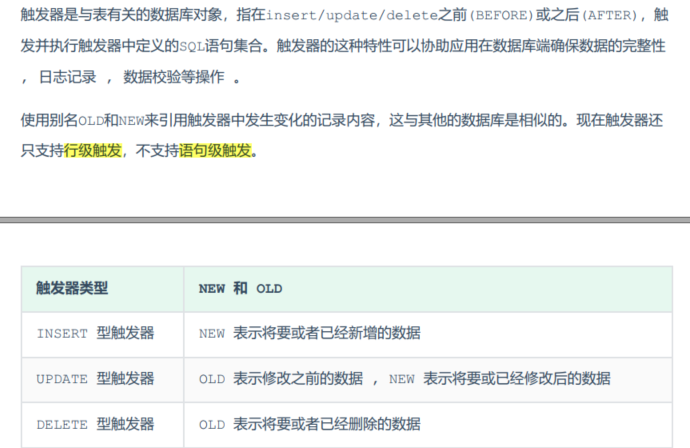 触发器是与表有关的数据库对象，指在insert/update/delete之前(BEFORE)或之后(AFTER)，触
发并执行触发器中定义的SQL语句集合。触发器的这种特性可以协助应用在数据库端确保数据的完整性
, 日志记录 , 数据校验等操作 。
使用别名OLD和NEW来引用触发器中发生变化的记录内容，这与其他的数据库是相似的。现在触发器还
只支持行级触发，不支持语句级触发。
触发器类型 NEW 和 OLD
INSERT 型触发器 NEW 表示将要或者已经新增的数据
UPDATE 型触发器 OLD 表示修改之前的数据 , NEW 表示将要或已经修改后的数据
DELETE 型触发器 OLD 表示将要或者已经删除的数据